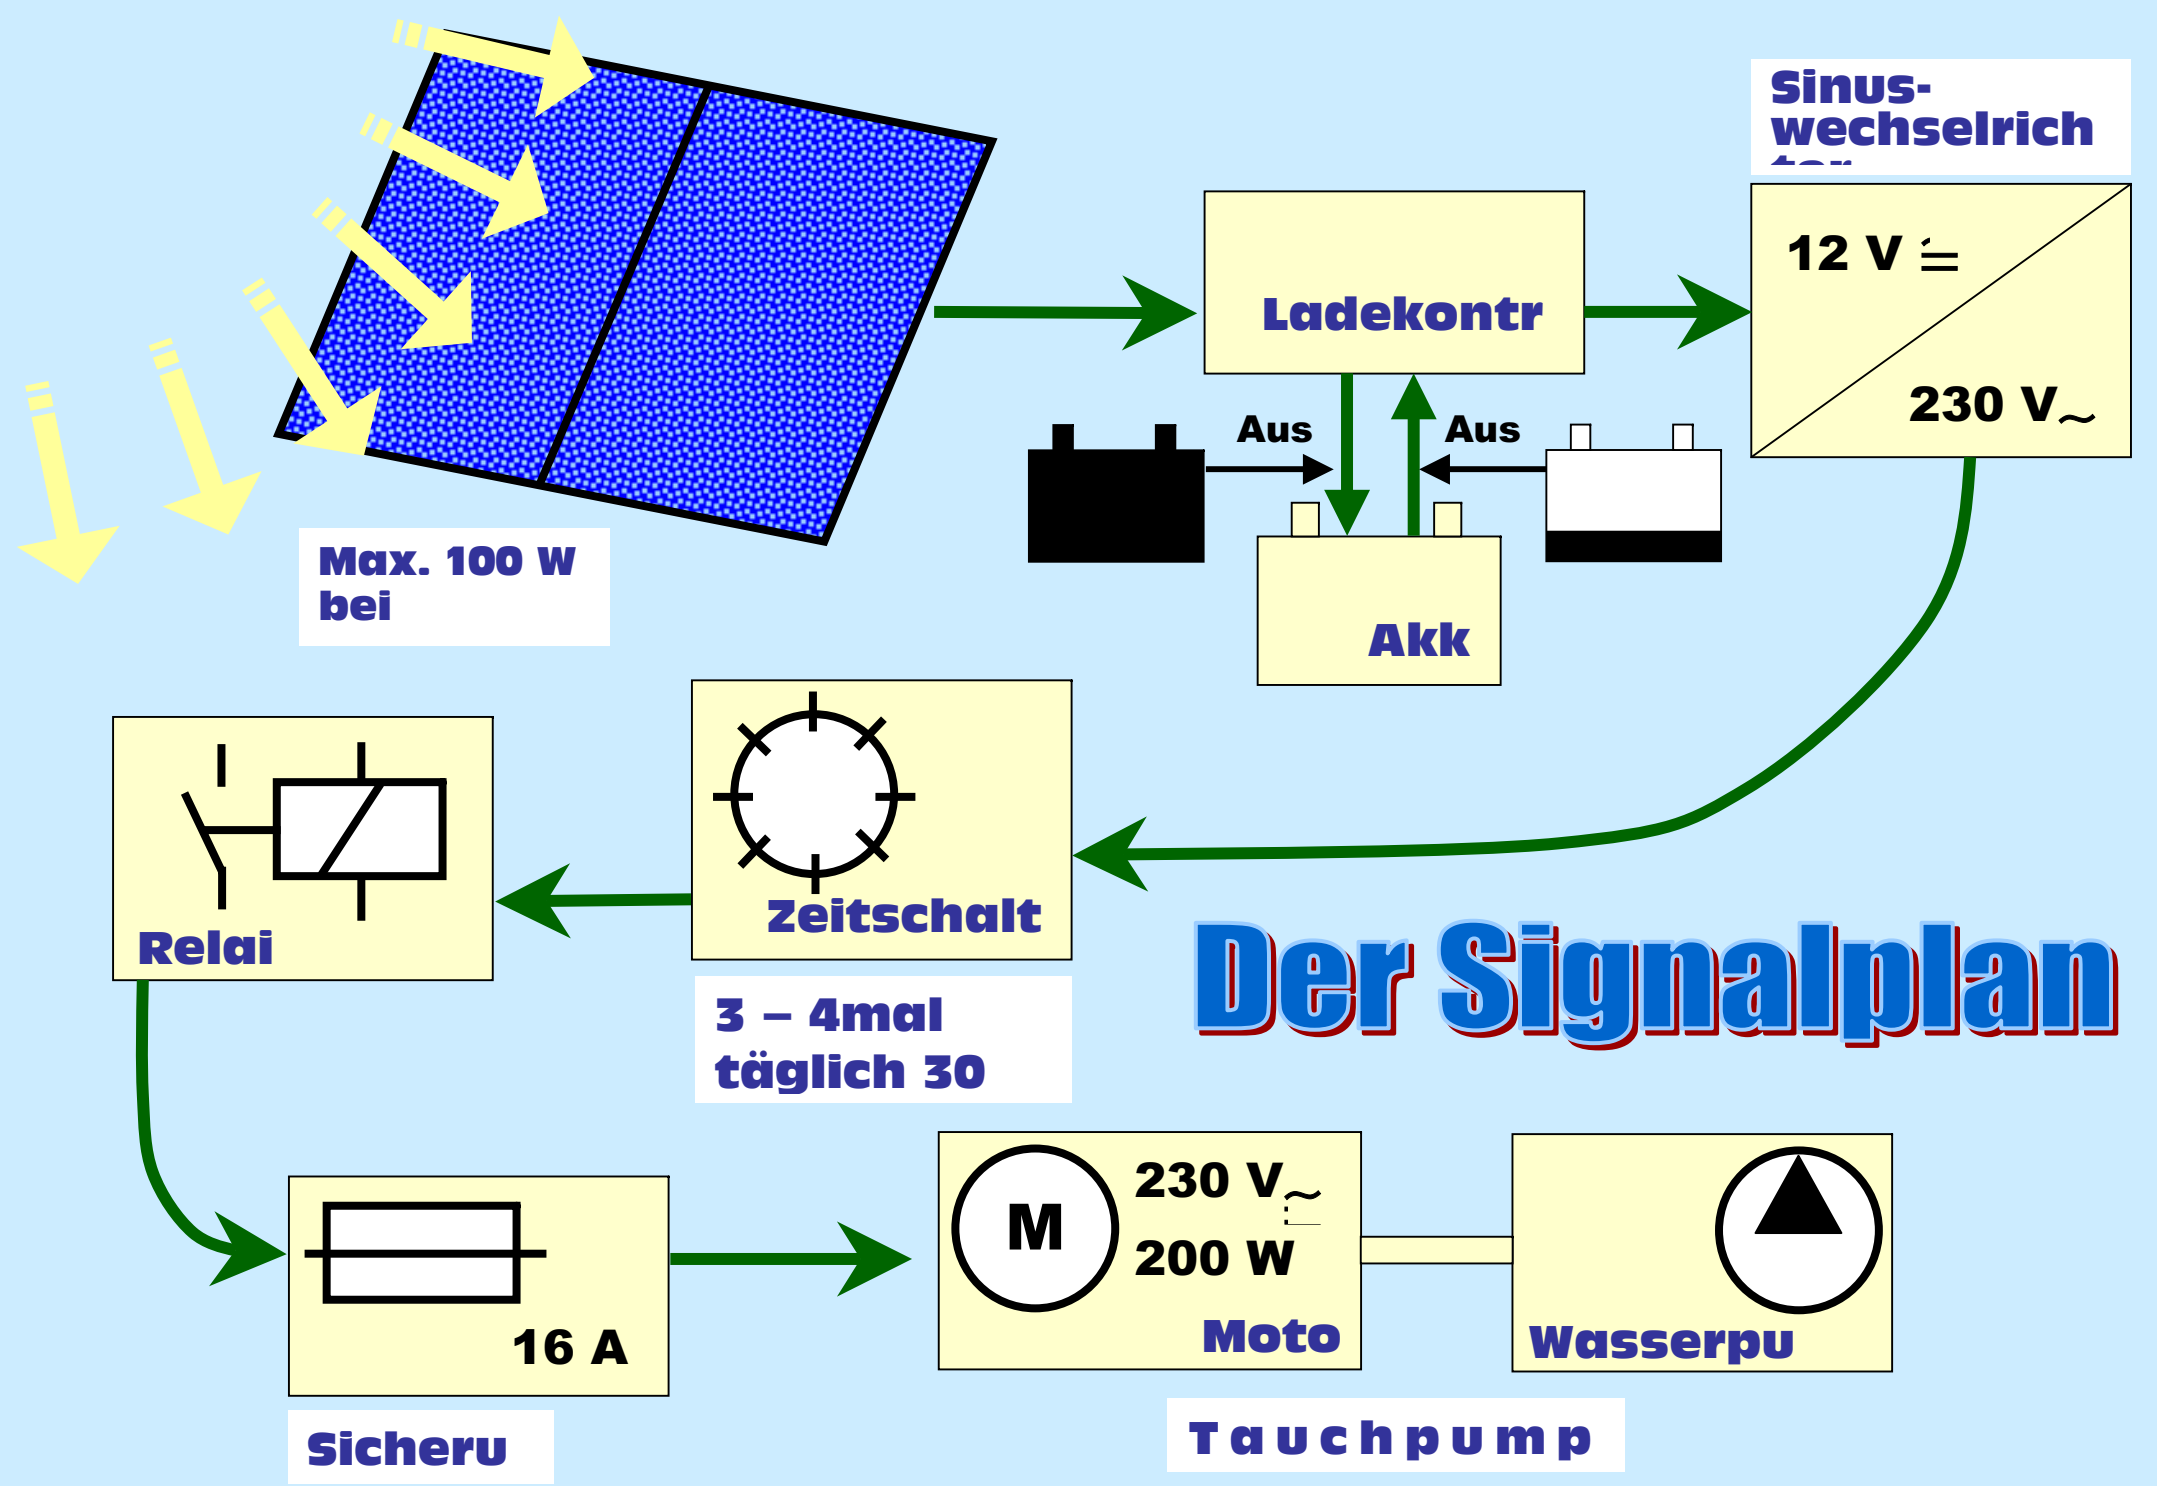 Sinus-
wechselrich
12 V
230 V~
Ladekontr
Aus
Aus
Akk
Max. 100 W
bei
Zeitschalt
3 – 4mal
täglich 30
Relai
Der Signalplan
16 A
Sicheru
M
230 V~
200 W
Moto
Wasserpu
Tauchpump